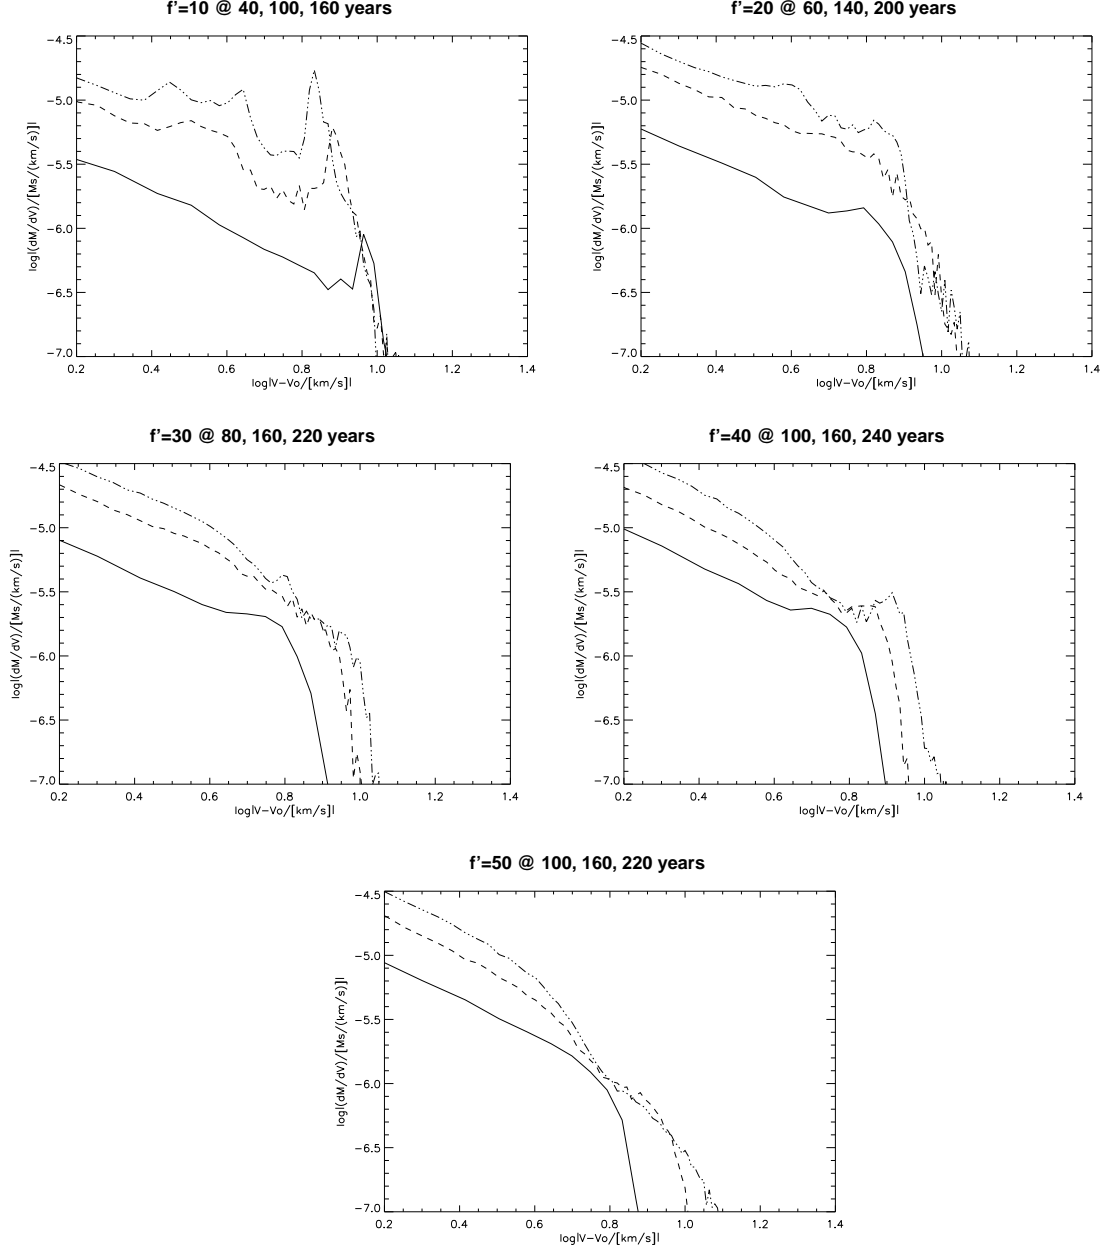 f'=10 @ 40, 100, 160 years
-4.5
-5.0
-5.5
-6.0
-6.5
-7.0
log|(dM/dV)/[Ms/(km/s)]|
0.2 0.4 0.6 0.8 1.0 1.2 1.4
log|V-Vo/[km/s]|
f'=20 @ 60, 140, 200 years
-4.5
-5.0
-5.5
-6.0
-6.5
-7.0
log|(dM/dV)/[Ms/(km/s)]|
0.2 0.4 0.6 0.8 1.0 1.2 1.4
log|V-Vo/[km/s]|
f'=30 @ 80, 160, 220 years
-4.5
-5.0
-5.5
-6.0
-6.5
-7.0
log|(dM/dV)/[Ms/(km/s)]|
0.2 0.4 0.6 0.8 1.0 1.2 1.4
log|V-Vo/[km/s]|
f'=40 @ 100, 160, 240 years
-4.5
-5.0
-5.5
-6.0
-6.5
-7.0
log|(dM/dV)/[Ms/(km/s)]|
0.2 0.4 0.6 0.8 1.0 1.2 1.4
log|V-Vo/[km/s]|
f'=50 @ 100, 160, 220 years
-4.5
-5.0
-5.5
-6.0
-6.5
-7.0
log|(dM/dV)/[Ms/(km/s)]|
0.2 0.4 0.6 0.8 1.0 1.2 1.4
log|V-Vo/[km/s]|